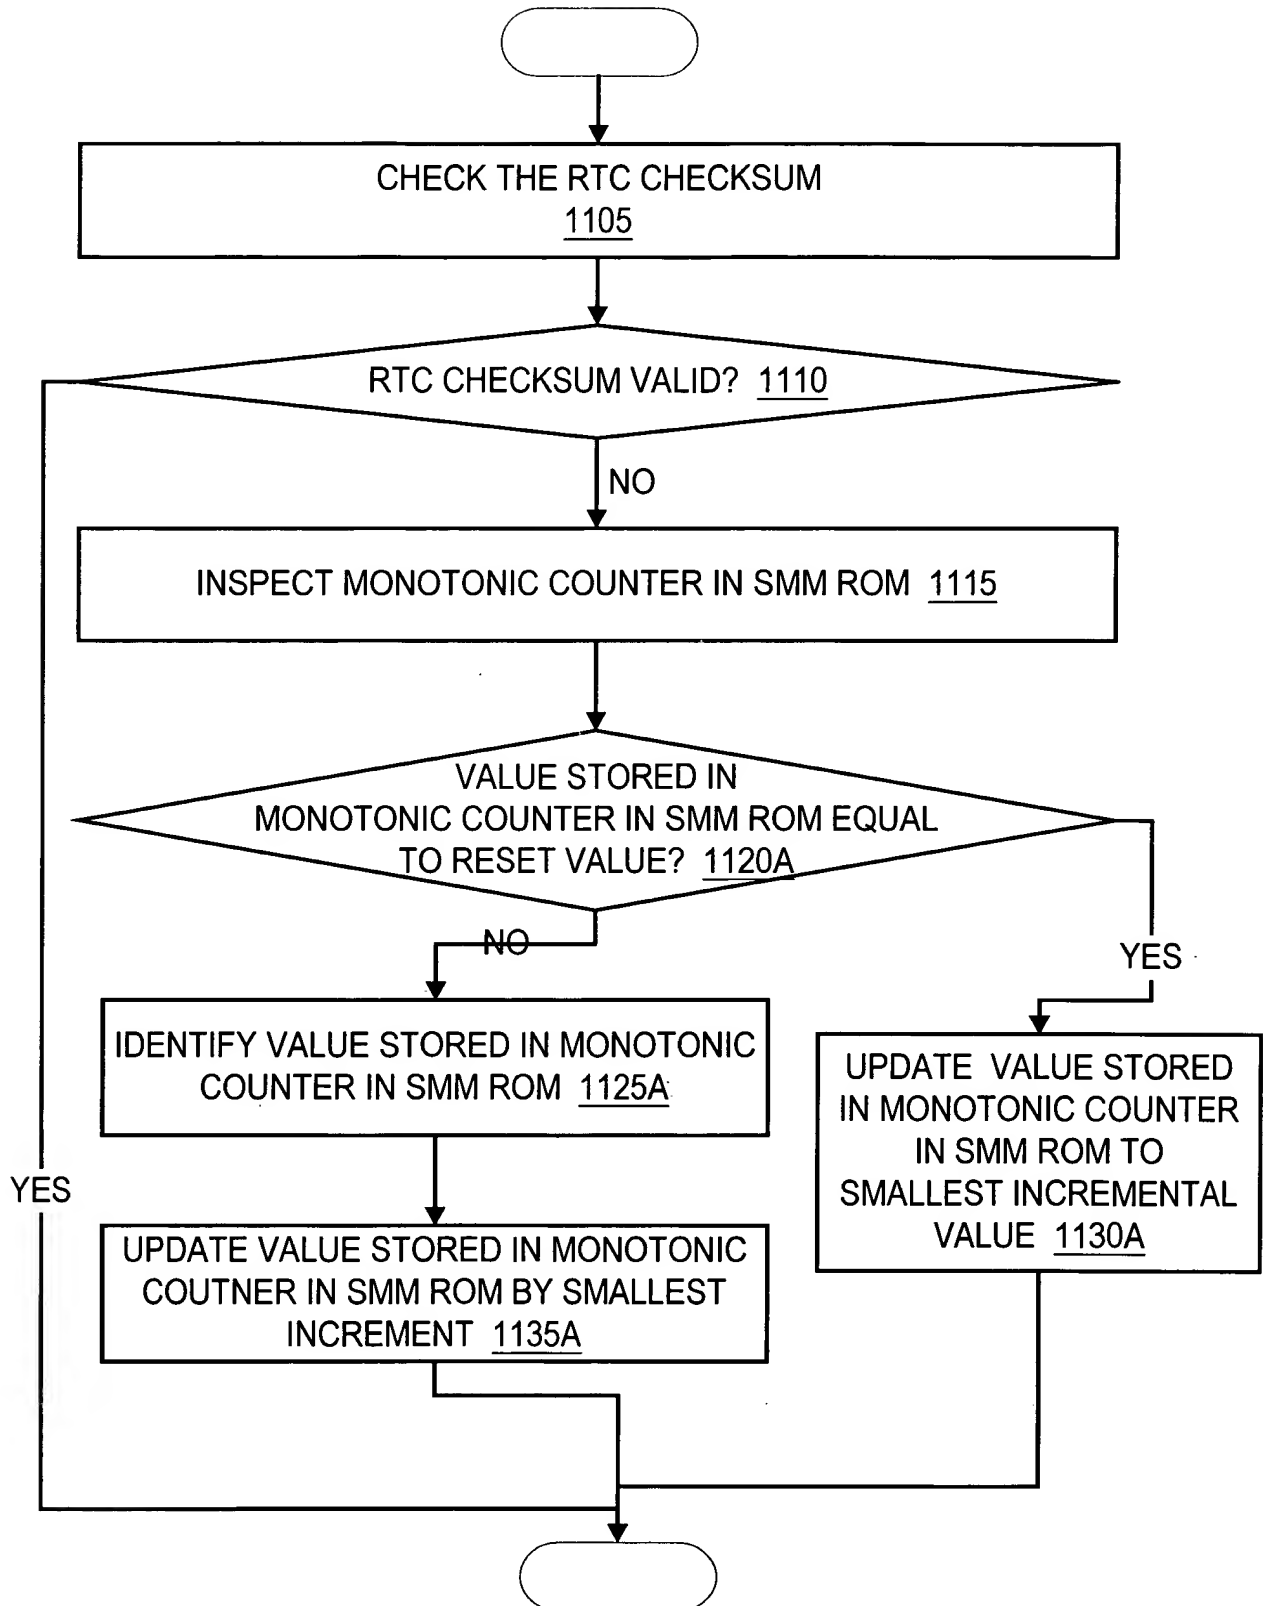 CHECK THE RTC CHECKSUM
1105
RTC CHECKSUM VALID? 1110
NO
INSPECT MONOTONIC COUNTER IN SMM ROM 1115
VALUE STORED IN
MONOTONIC COUNTER IN SMM ROM EQUAL
TO RESET VALUE? 1120A
NO
YES
IDENTIFY VALUE STORED IN MONOTONIC
COUNTER IN SMM ROM 1125A
UPDATE VALUE STORED
IN MONOTONIC COUNTER
IN SMM ROM TO
SMALLEST INCREMENTAL
VALUE 1130A
YES
UPDATE VALUE STORED IN MONOTONIC
COUTNER IN SMM ROM BY SMALLEST
INCREMENT 1135A